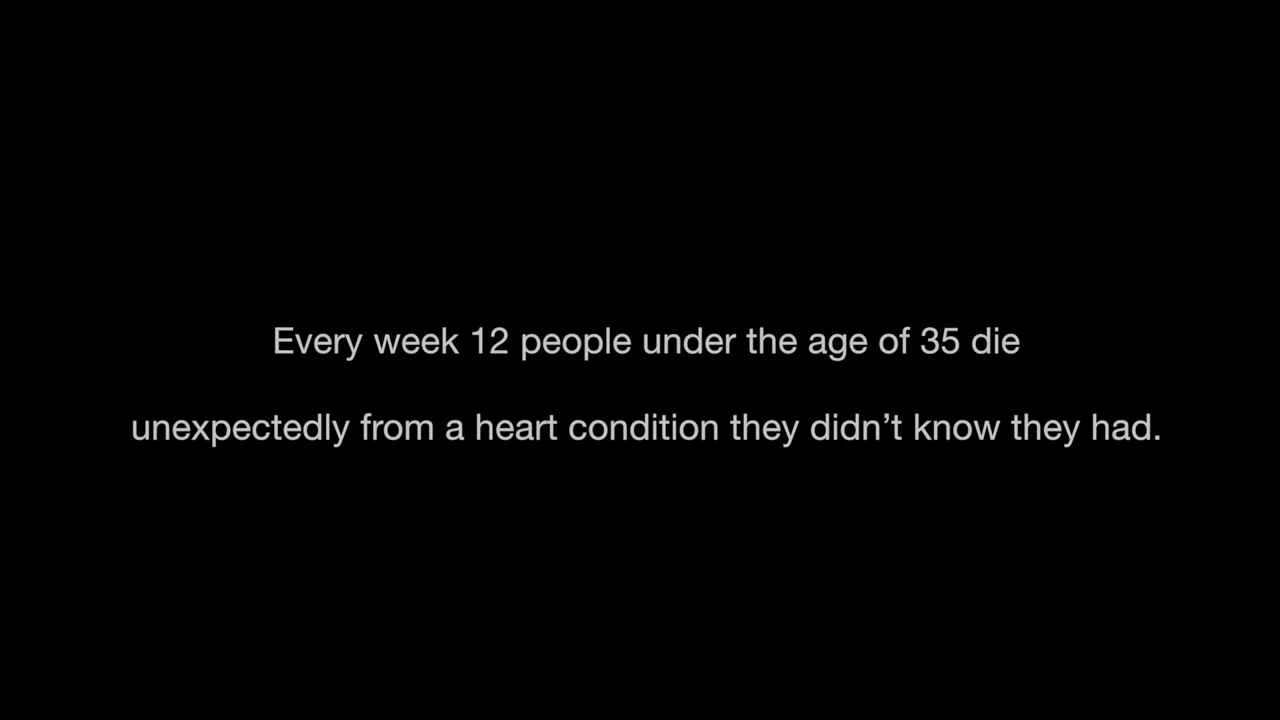 Every week 12 people under the age of 35 die
unexpectedly from a heart condition they didn’t know they had.